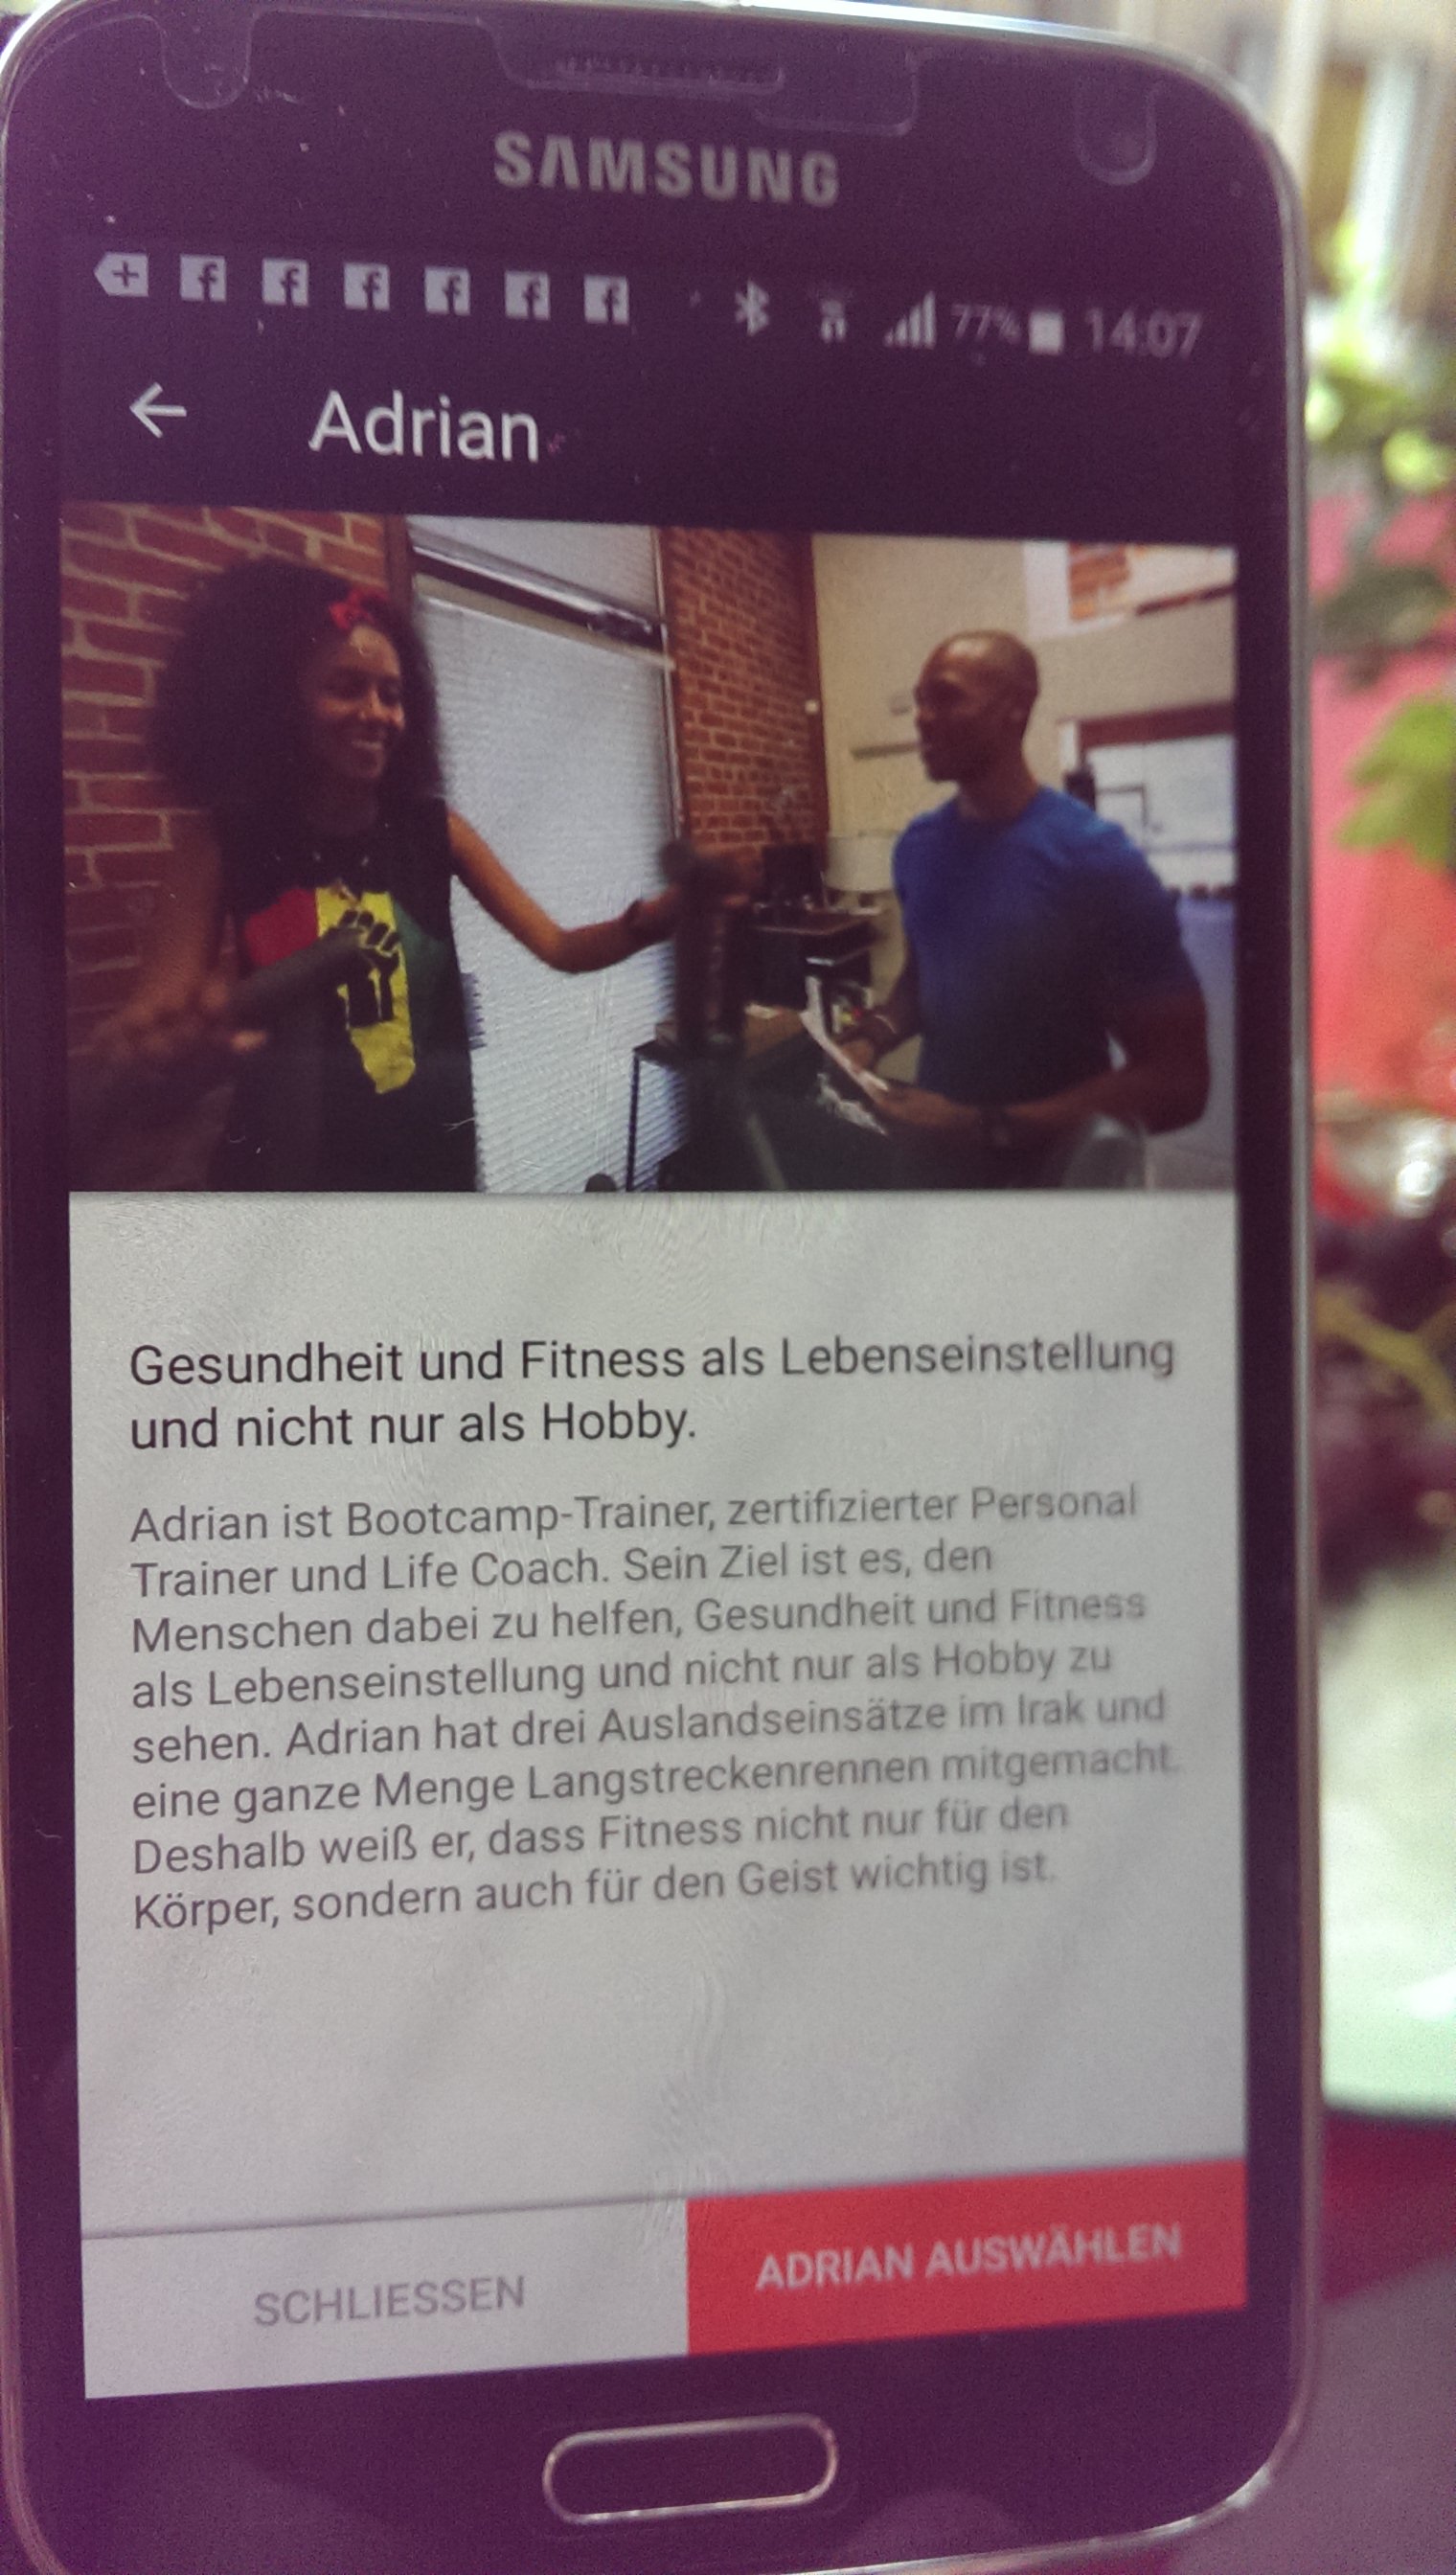 SAMSUNG
77% 14:07
Adrian
Gesundheit und Fitness als Lebenseinstellung
und nicht nur als Hobby.
Adrian ist Bootcamp-Trainer, zertifizierter Personal
Trainer und Life Coach. Sein Ziel ist es, den
Menschen dabei zu helfen, Gesundheit und Fitness
als Lebenseinstellung und nicht nur als Hobby zu
sehen. Adrian hat drei Auslandseinsätze im Irak und
eine ganze Menge Langstreckenrennen mitgemacht.
Deshalb weiß er, dass Fitness nicht nur für den
Körper, sondern auch für den Geist wichtig ist.
SCHLIESSEN
ADRIAN AUSWÄHLEN